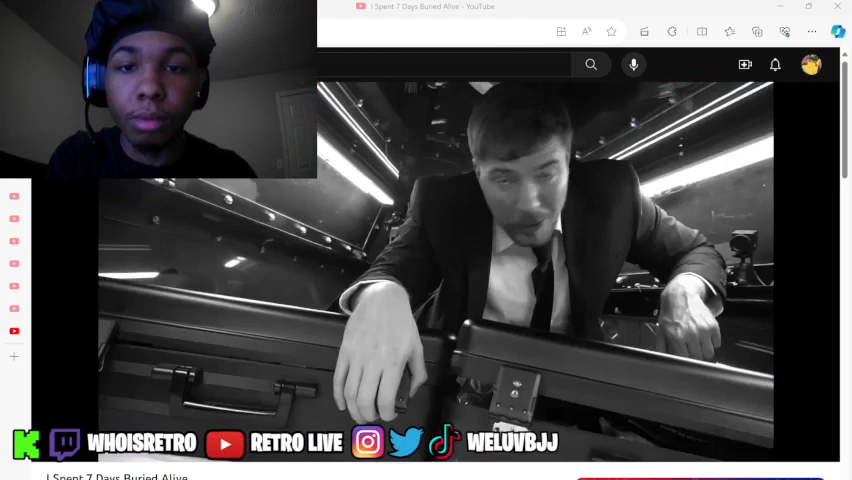 I Spent 7 Days Buried Alive - YouTube
WHOISRETRO RETRO LIVE WELUVBJJ
I Spent 7 Days Buried Alive